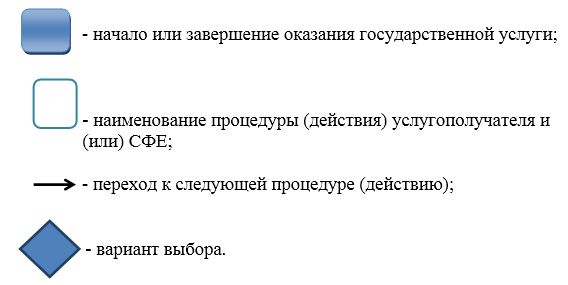 - начало или завершение оказания государственной услуги;
- наименование процедуры (действия) услугополучателя и
(или) СФЕ;
- переход к следующей процедуре (действию);
- вариант выбора.